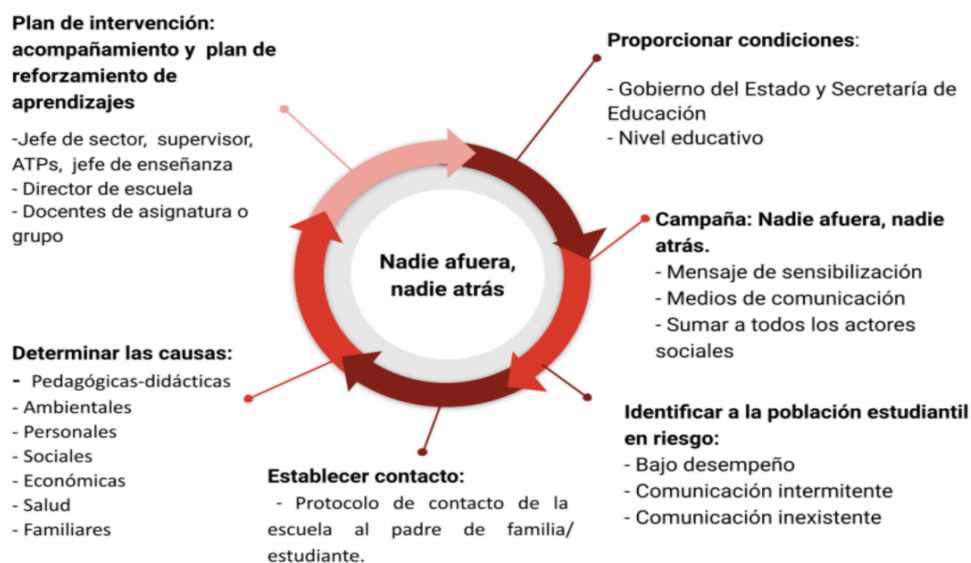 Plan de intervención:
acompañamiento y plan de
reforzamiento de
aprendizajes
-Jefe de sector, supervisor,
ATPs, jefe de enseñanza
- Director de escuela
- Docentes de asignatura o
grupo
Proporcionar condiciones:
- Gobierno del Estado y Secretaría de
Educación
- Nivel educativo
Nadie afuera,
nadie atrás
Campaña: Nadie afuera, nadie
atrás.
- Mensaje de sensibilización
- Medios de comunicación
- Sumar a todos los actores
sociales
Determinar las causas:
- Pedagógicas-didácticas
- Ambientales
- Personales
- Sociales
- Económicas
- Salud
- Familiares
Establecer contacto:
- Protocolo de contacto de la
escuela al padre de familia/
estudiante.
Identificar a la población estudiantil
en riesgo:
- Bajo desempeño
- Comunicación intermitente
- Comunicación inexistente